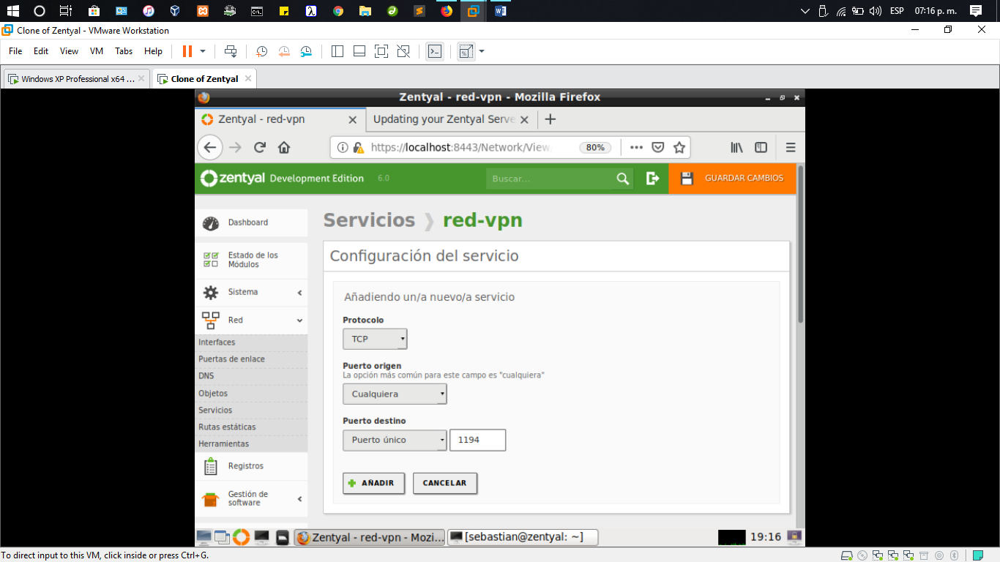 ESP 07:16 p. m.
Clone of Zentyal - VMware Workstation
File Edit View VM Tabs Help
Windows XP Professional x64 ... Clone of Zentyal
Zentyal - red-vpn - Mozilla Firefox
Zentyal - red-vpn Updating your Zentyal Serve
https://localhost:8443/Network/View/ 80%
zentyal Development Edition 6.0 Buscar... GUARDAR CAMBIOS
Dashboard
Estado de los
Módulos
Sistema
Red
Interfaces
Puertas de enlace
DNS
Objetos
Servicios
Rutas estáticas
Herramientas
Registros
Gestión de
software
Servicios red-vpn
Configuración del servicio
Añadiendo un/a nuevo/a servicio
Protocolo
TCP
Puerto origen
La opción más común para este campo es "cualquiera"
Cualquiera
Puerto destino
Puerto único 1194
AÑADIR CANCELAR
Zentyal - red-vpn - Mozi... [sebastian@zentyal: ~] 19:16
To direct input to this VM, click inside or press Ctrl+G.